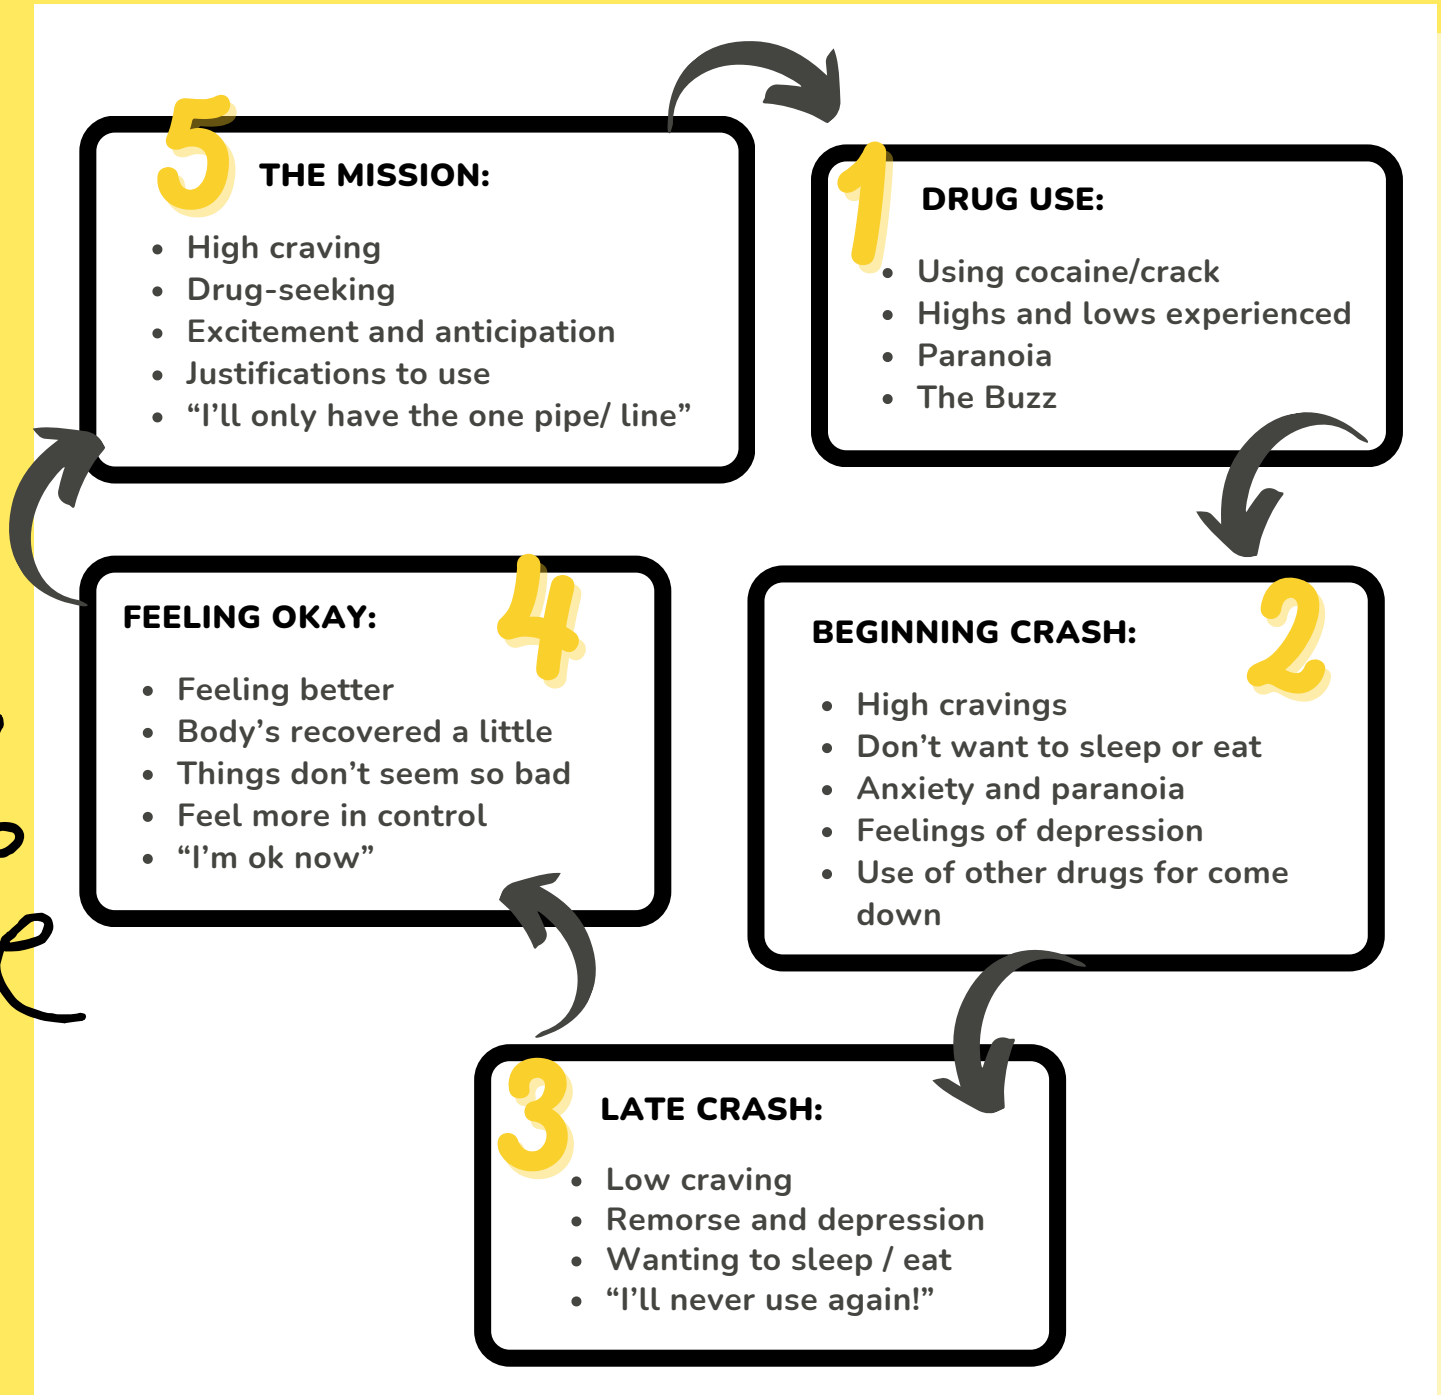 5
THE MISSION:
• High craving
• Drug-seeking
• Excitement and anticipation
• Justifications to use
• “I’ll only have the one pipe/ line”
1
DRUG USE:
• Using cocaine/crack
• Highs and lows experienced
• Paranoia
• The Buzz
2
BEGINNING CRASH:
• High cravings
• Don’t want to sleep or eat
• Anxiety and paranoia
• Feelings of depression
• Use of other drugs for come
down
3
LATE CRASH:
• Low craving
• Remorse and depression
• Wanting to sleep / eat
• “I’ll never use again!”
4
FEELING OKAY:
• Feeling better
• Body’s recovered a little
• Things don’t seem so bad
• Feel more in control
• “I’m ok now”